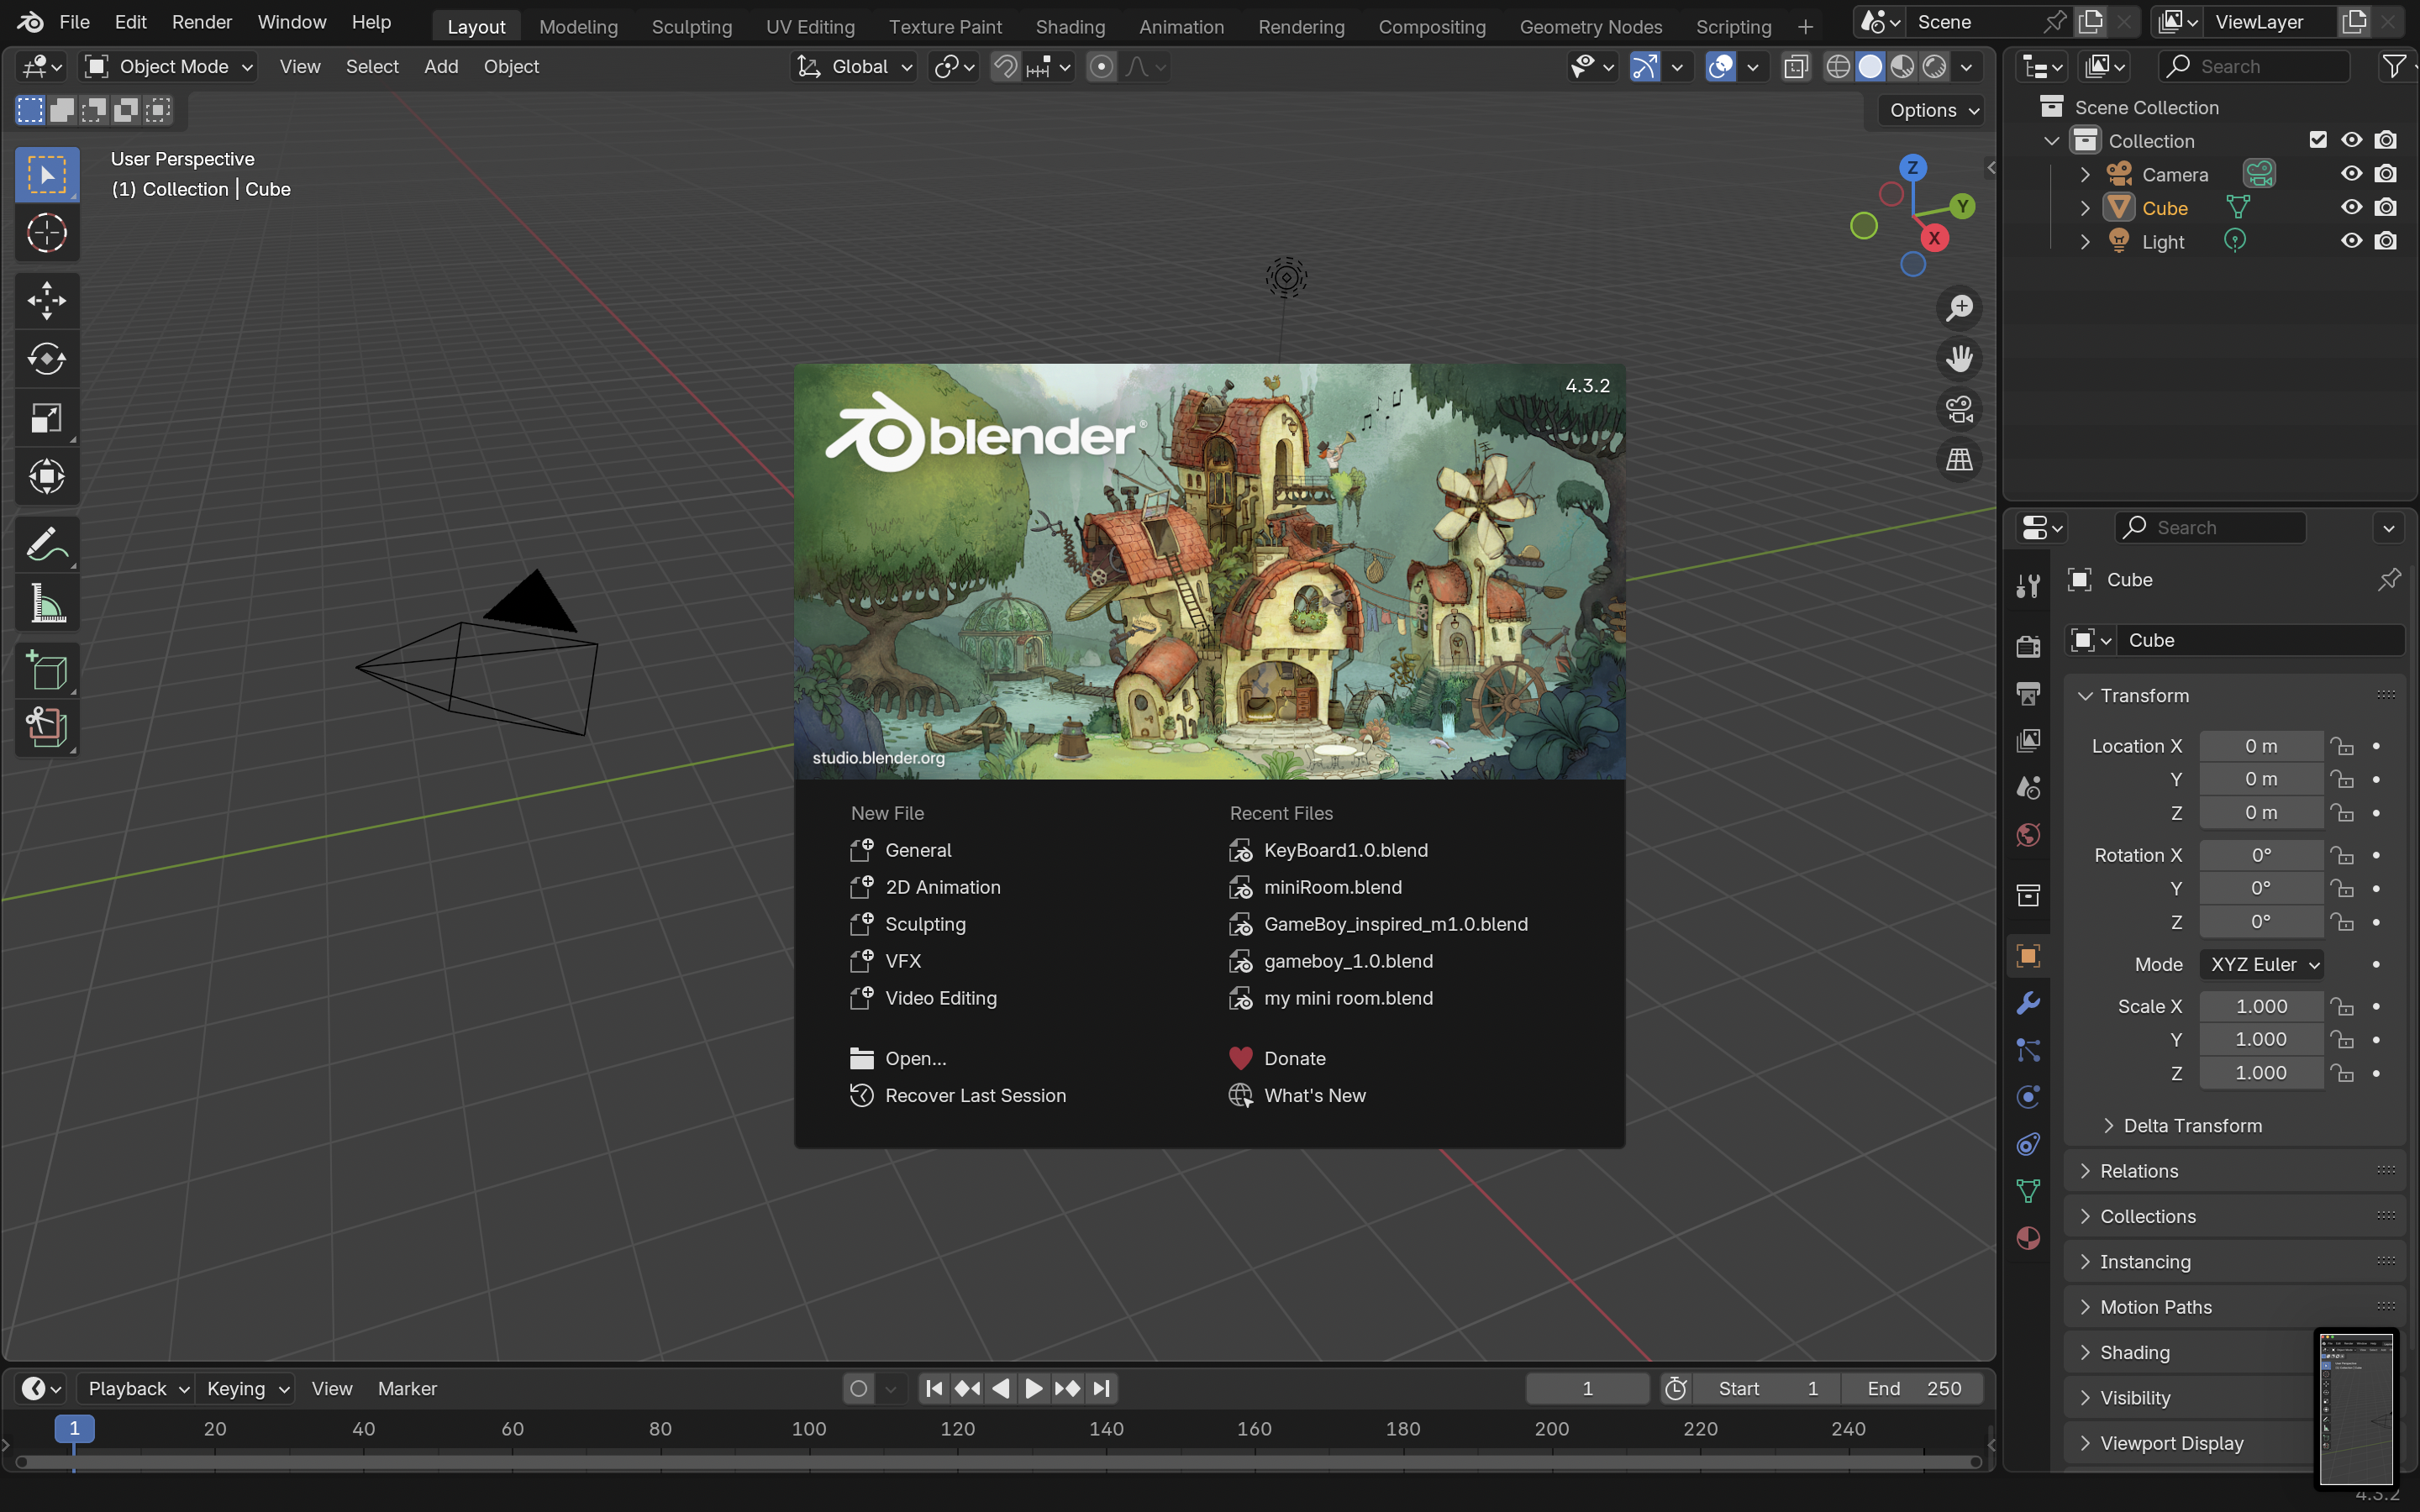 File Edit Render Window Help Layout Modeling Sculpting UV Editing Texture Paint Shading Animation Rendering Compositing Geometry Nodes Scripting + Scene ViewLayer
Object Mode View Select Add Object Global Search
Options
User Perspective
(1) Collection | Cube
Z
Y
X
Scene Collection
Collection
Camera
Cube
Light
4.3.2
blender
studio.blender.org
New File
General
2D Animation
Sculpting
VFX
Video Editing
Open...
Recover Last Session
Recent Files
KeyBoard1.0.blend
miniRoom.blend
GameBoy_inspired_m1.0.blend
gameboy_1.0.blend
my mini room.blend
Donate
What's New
Search
Cube
Cube
Transform
Location X 0 m
Y 0 m
Z 0 m
Rotation X 0°
Y 0°
Z 0°
Mode XYZ Euler
Scale X 1.000
Y 1.000
Z 1.000
Delta Transform
Relations
Collections
Instancing
Motion Paths
Shading
Visibility
Viewport Display
Playback Keying View Marker 1 Start 1 End 250
1 20 40 60 80 100 120 140 160 180 200 220 240
4.3.2